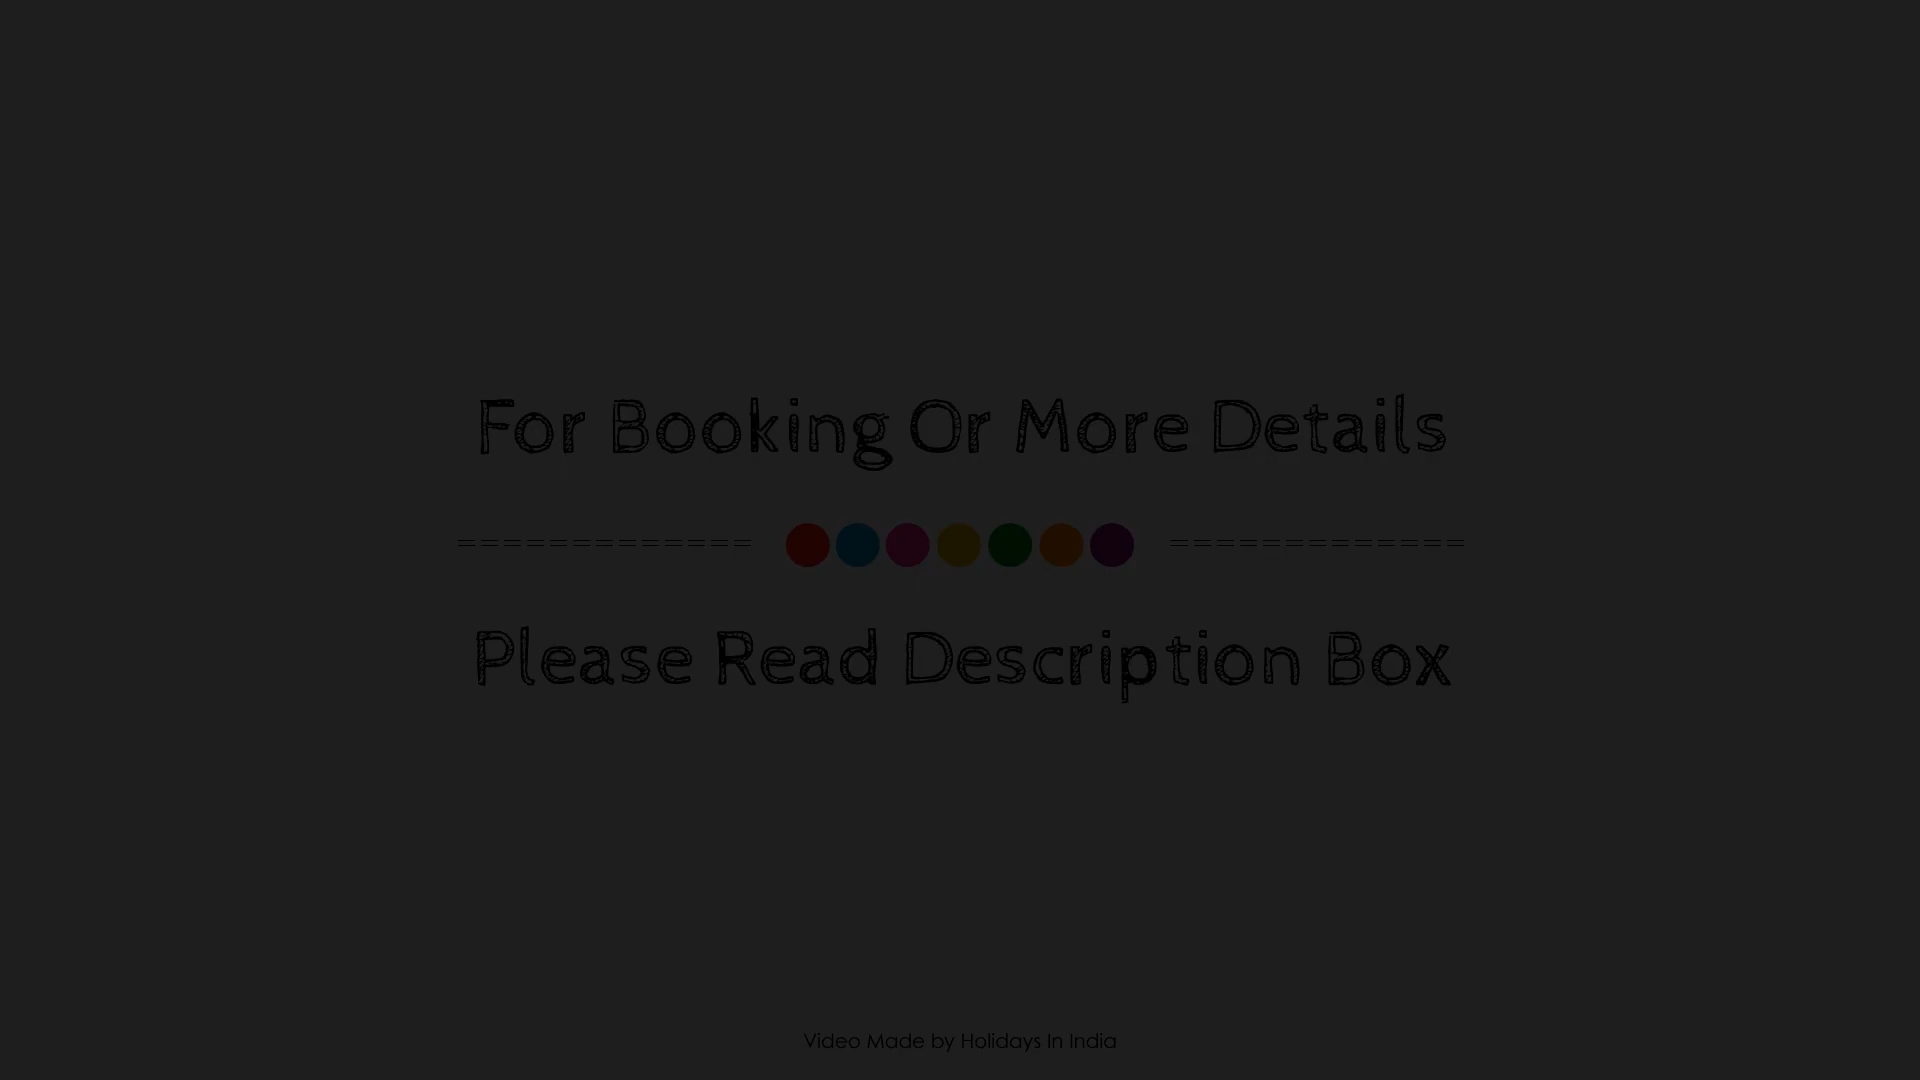 For Booking Or More Details
============= =============
Please Read Description Box
Video Made by Holidays In India